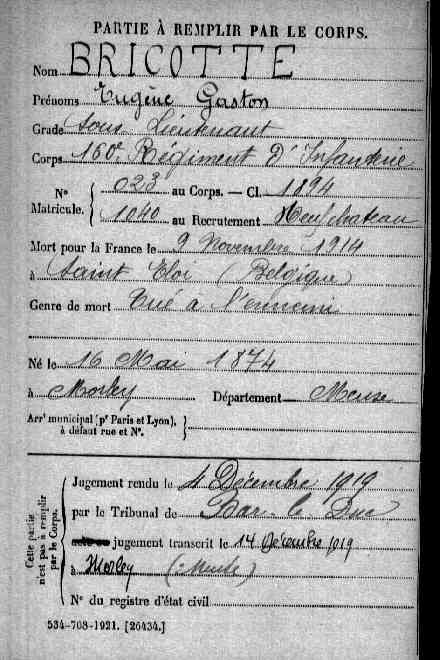 PARTIE À REMPLIR PAR LE CORPS.
Nom BRICOTTE
Prénoms Eugène Gaston
Grade Sous Lieutenant
Corps 160e Régiment d'Infanterie
Nº Matricule. { 023 au Corps. — Cl. 1894
1040 au Recrutement Neufchateau
Mort pour la France le 9 Novembre 1914
à Saint Eloi (Belgique)
Genre de mort Tué à l'ennemi
Né le 16 Mai 1874
à Morley Département Meuse
Arrt municipal (pr Paris et Lyon), à défaut rue et Nº. }
Cette partie n'est pas à remplir par le Corps.
Jugement rendu le 4 Décembre 1919
par le Tribunal de Bar-le-Duc
jugement transcrit le 14 Décembre 1919
à Morley (Meuse)
Nº du registre d'état civil
534-708-1921. [26434.]